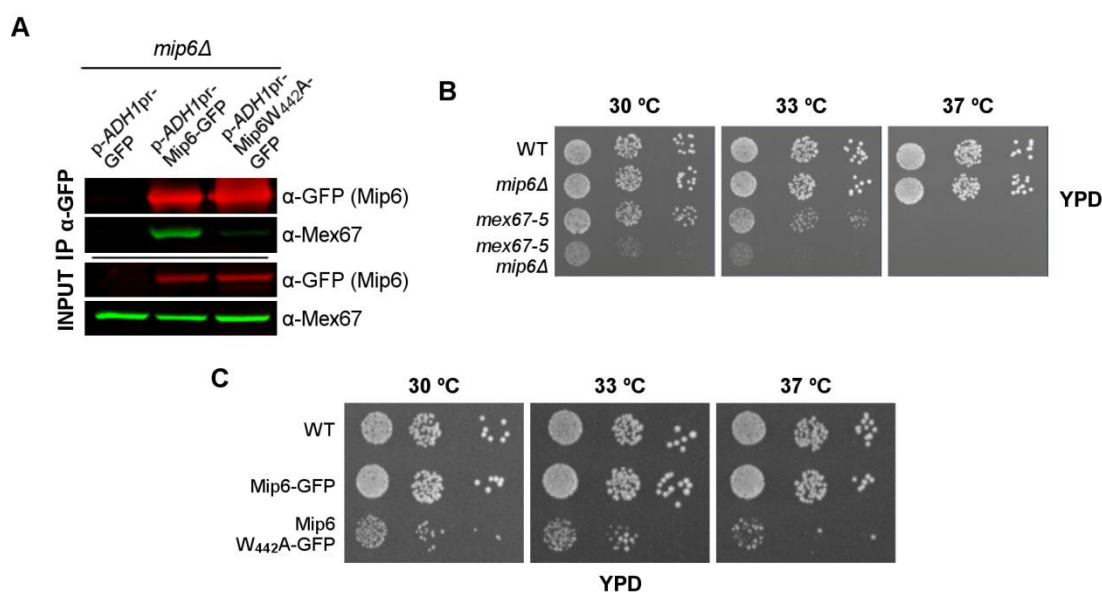 A
mip6Δ
p-ADH1pr-
GFP
p-ADH1pr-
Mip6-GFP
p-ADH1pr-
Mip6W₄₄₂A-
GFP
IP α-GFP
α-GFP (Mip6)
α-Mex67
INPUT
α-GFP (Mip6)
α-Mex67
B
30 ºC 33 ºC 37 ºC
WT
mip6Δ
mex67-5
mex67-5
mip6Δ
YPD
C
30 ºC 33 ºC 37 ºC
WT
Mip6-GFP
Mip6
W₄₄₂A-GFP
YPD